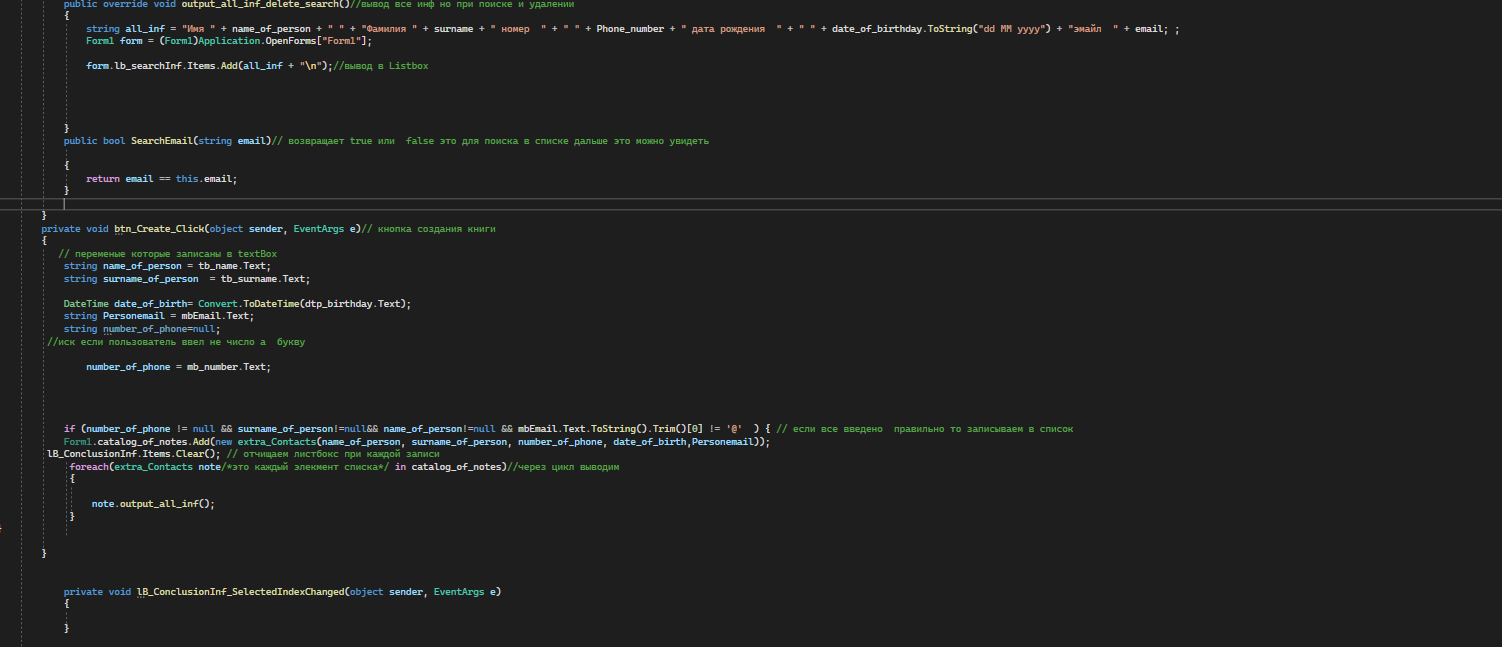 public override void output_all_inf_delete_search()//вывод все инф но при поиске и удалении
{
string all_inf = "Имя " + name_of_person + " " + "Фамилия " + surname + " номер  " + " " + Phone_number + " дата рождения  " + " " + date_of_birthday.ToString("dd MM yyyy") + "эмайл  " + email; ;
Form1 form = (Form1)Application.OpenForms["Form1"];
form.lb_searchInf.Items.Add(all_inf + "\n");//вывод в Listbox
}
public bool SearchEmail(string email)// возвращает true или  false это для поиска в списке дальше это можно увидеть
{
return email == this.email;
}
}
private void btn_Create_Click(object sender, EventArgs e)// кнопка создания книги
{
// переменые которые записаны в textBox
string name_of_person = tb_name.Text;
string surname_of_person  = tb_surname.Text;
DateTime date_of_birth= Convert.ToDateTime(dtp_birthday.Text);
string Personemail = mbEmail.Text;
string number_of_phone=null;
//иск если пользователь ввел не число а  букву
number_of_phone = mb_number.Text;
if (number_of_phone != null && surname_of_person!=null&& name_of_person!=null && mbEmail.Text.ToString().Trim()[0] != '@'  ) { // если все введено  правильно то записываем в список
Form1.catalog_of_notes.Add(new extra_Contacts(name_of_person, surname_of_person, number_of_phone, date_of_birth,Personemail));
lB_ConclusionInf.Items.Clear(); // отчищаем листбокс при каждой записи
foreach(extra_Contacts note/*это каждый элекмент списка*/ in catalog_of_notes)//через цикл выводим
{
note.output_all_inf();
}
}
private void lB_ConclusionInf_SelectedIndexChanged(object sender, EventArgs e)
{
}